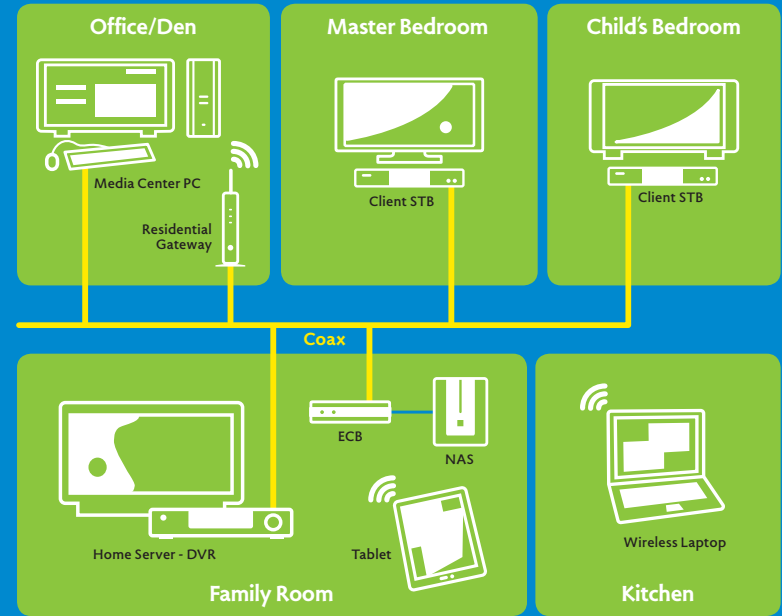 Office/Den
Media Center PC
Residential
Gateway
Master Bedroom
Client STB
Child's Bedroom
Client STB
Coax
ECB
NAS
Home Server - DVR
Tablet
Family Room
Wireless Laptop
Kitchen